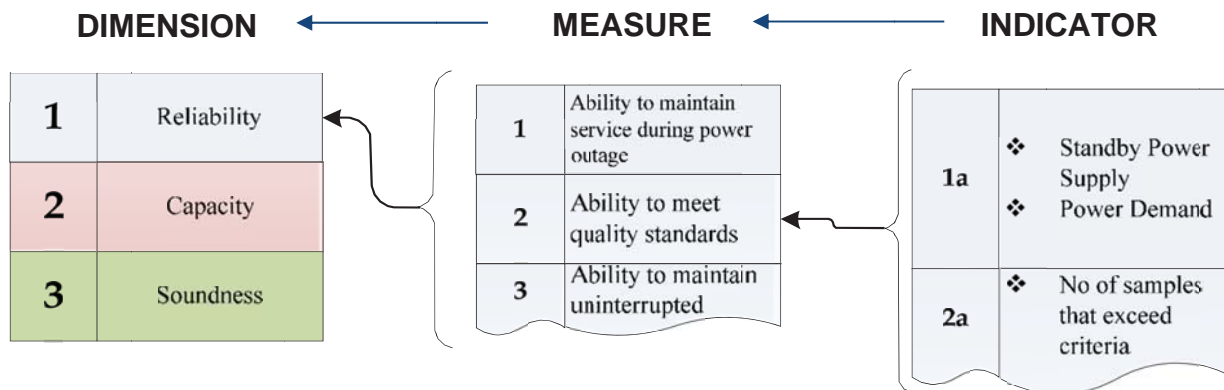 DIMENSION
MEASURE
INDICATOR
1
Reliability
2
Capacity
3
Soundness
1
Ability to maintain
service during power
outage
2
Ability to meet
quality standards
3
Ability to maintain
uninterrupted
1a
❖ Standby Power
Supply
❖ Power Demand
2a
❖ No of samples
that exceed
criteria